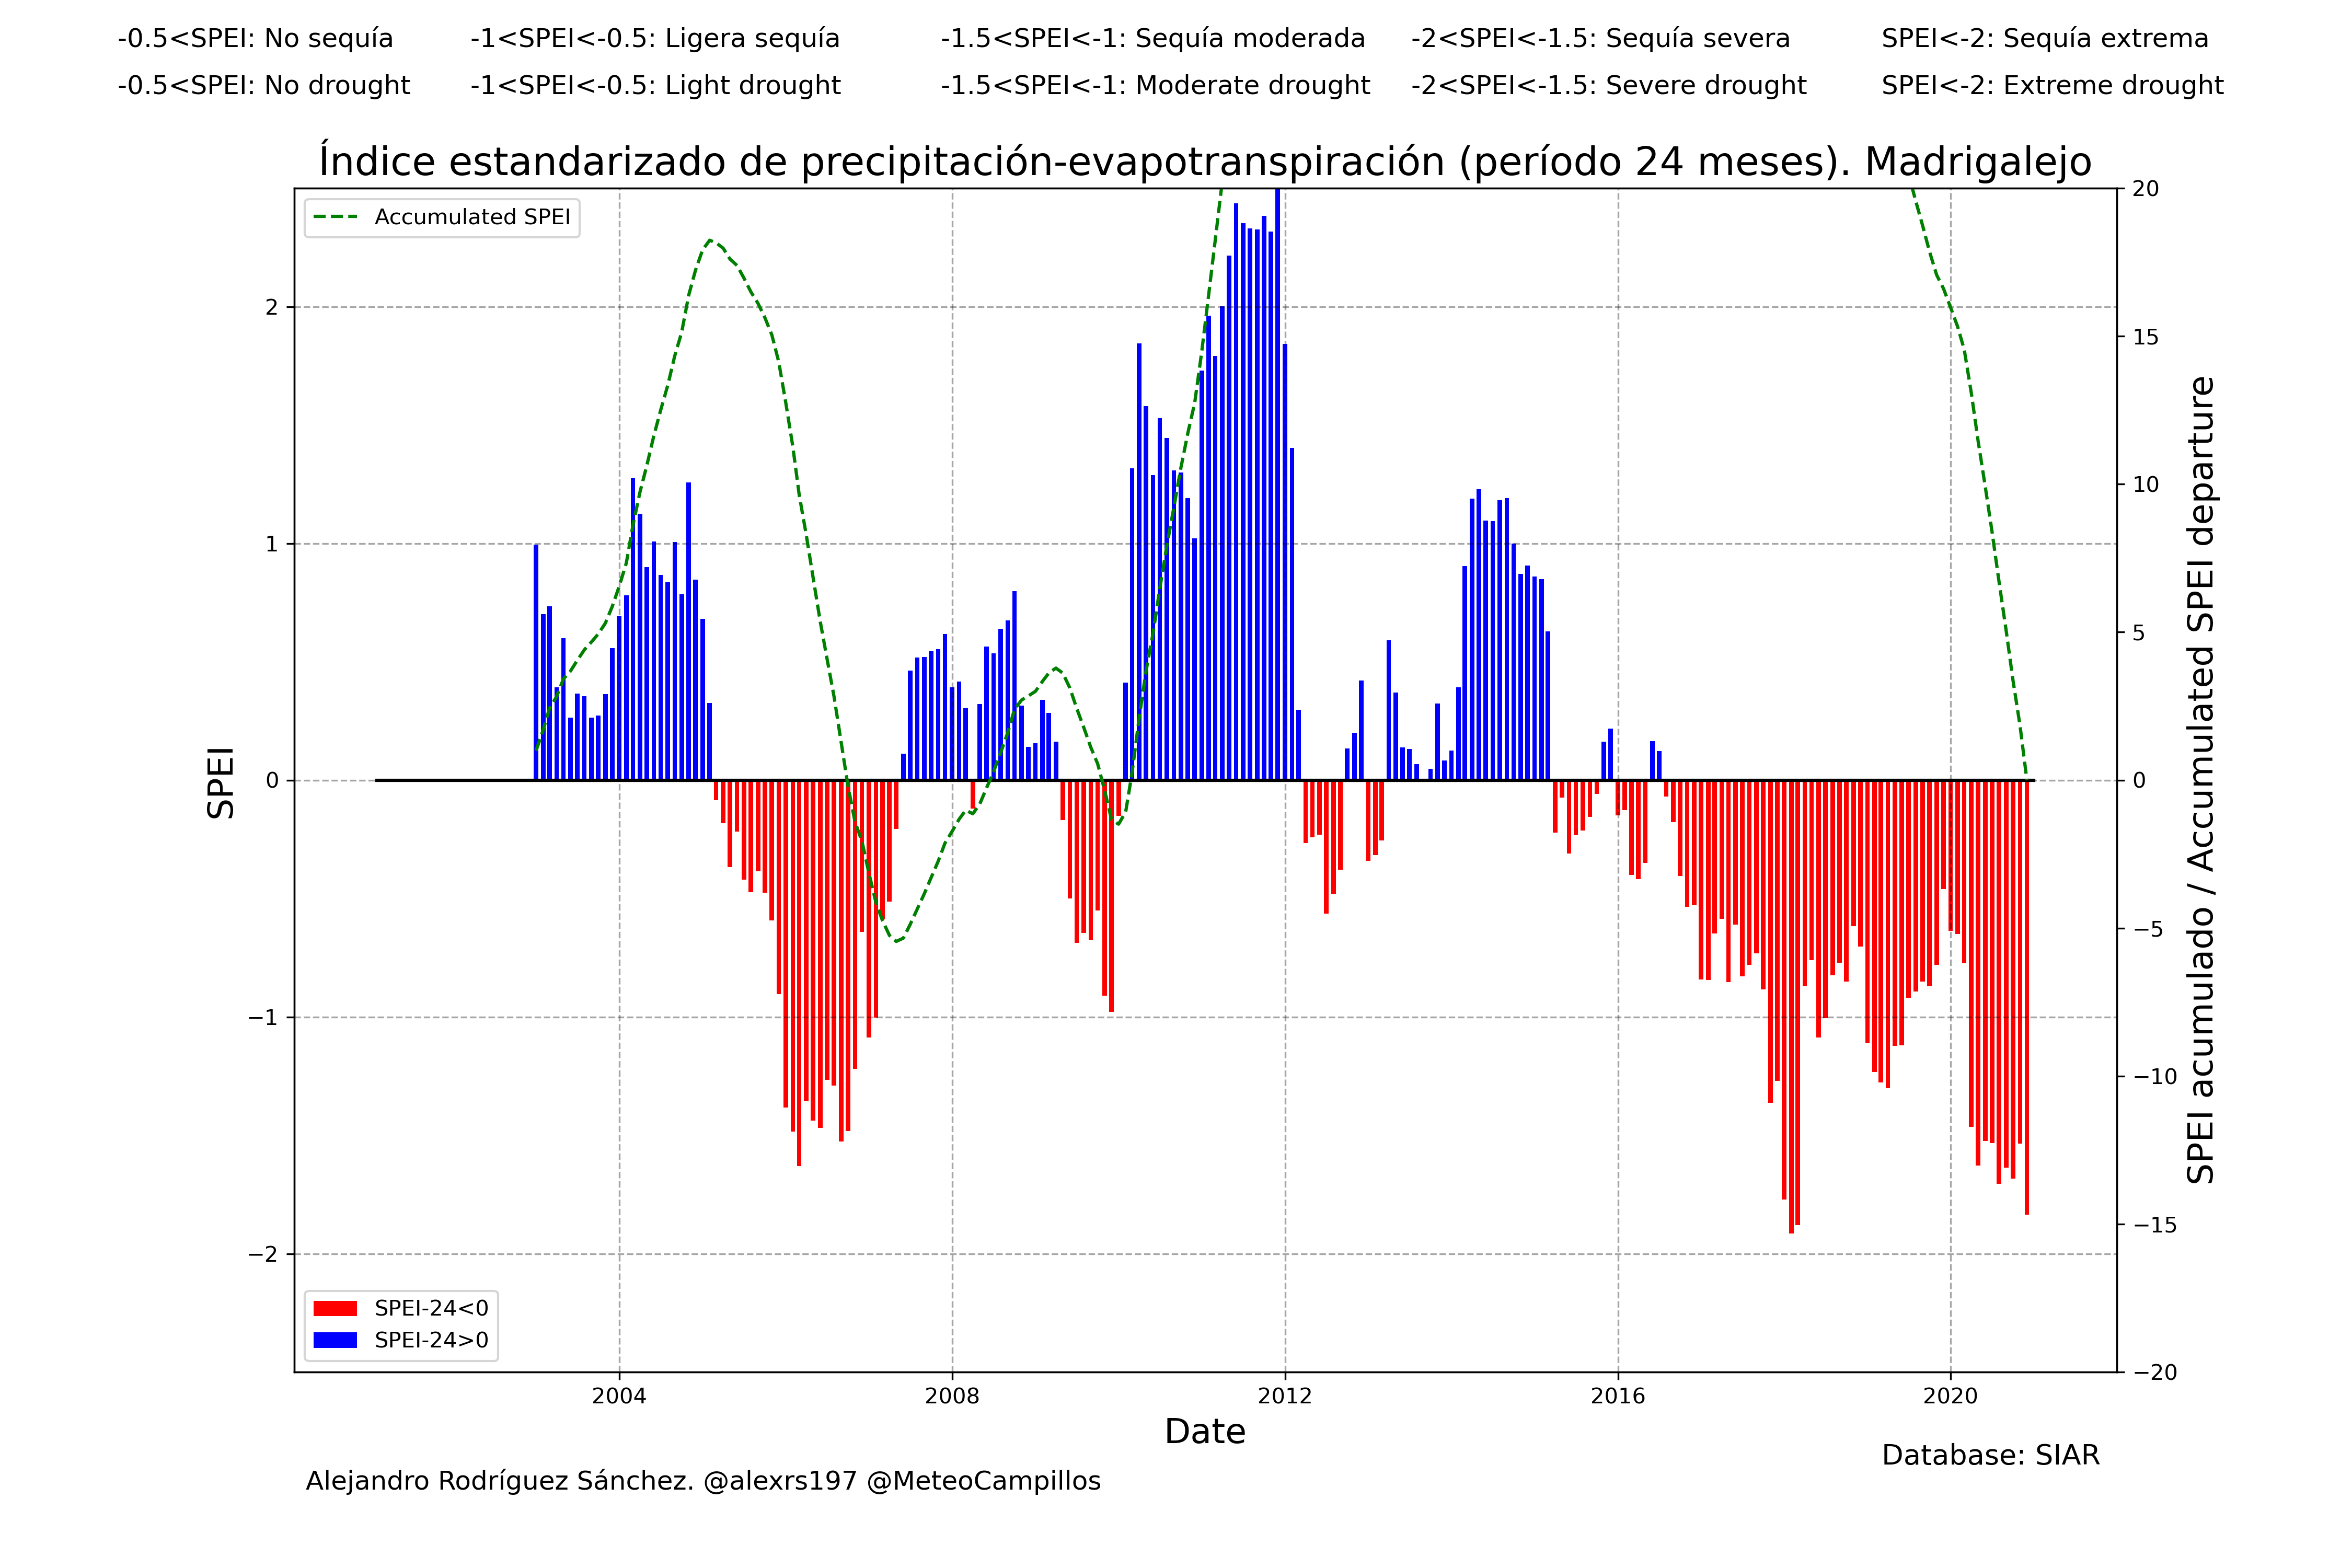 -0.5<SPEI: No sequía -1<SPEI<-0.5: Ligera sequía -1.5<SPEI<-1: Sequía moderada -2<SPEI<-1.5: Sequía severa SPEI<-2: Sequía extrema
-0.5<SPEI: No drought -1<SPEI<-0.5: Light drought -1.5<SPEI<-1: Moderate drought -2<SPEI<-1.5: Severe drought SPEI<-2: Extreme drought
Índice estandarizado de precipitación-evapotranspiración (período 24 meses). Madrigalejo
Accumulated SPEI
2
1
0
−1
−2
SPEI
20
15
10
5
0
−5
−10
−15
−20
SPEI acumulado / Accumulated SPEI departure
SPEI-24<0
SPEI-24>0
2004 2008 2012 2016 2020
Date
Database: SIAR
Alejandro Rodríguez Sánchez. @alexrs197 @MeteoCampillos